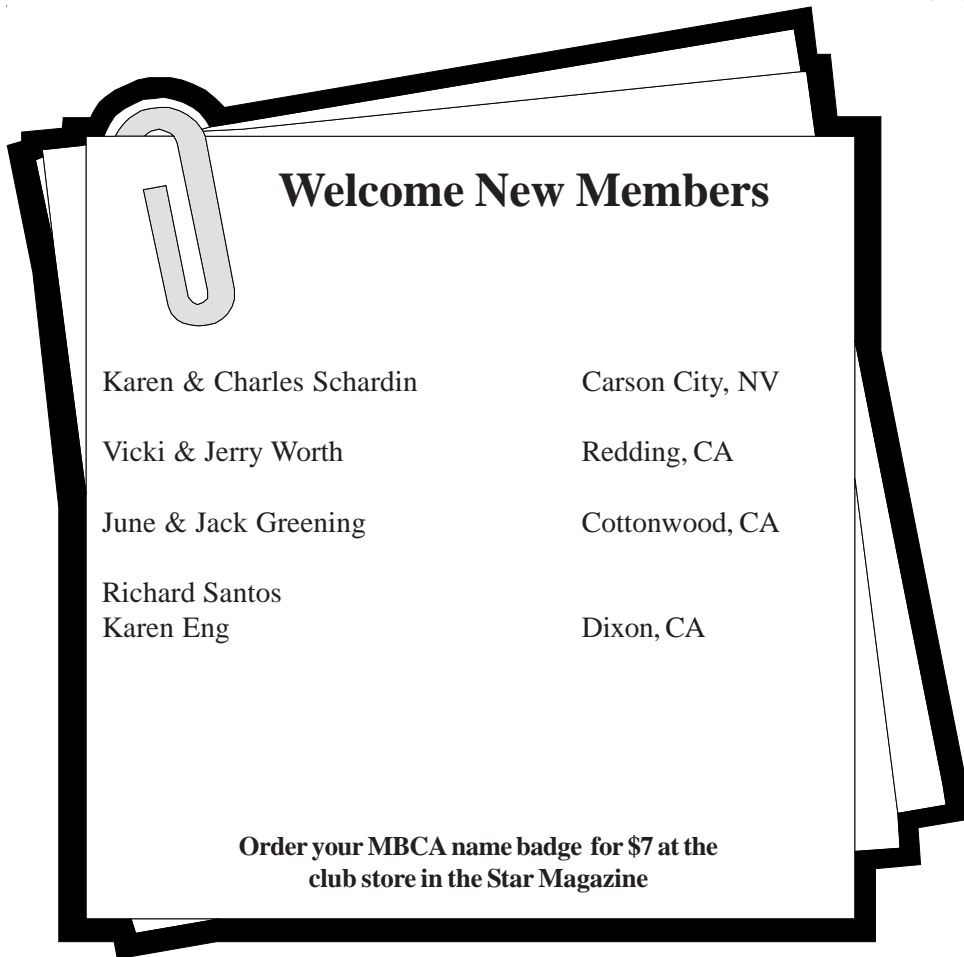 Welcome New Members
Karen & Charles Schardin Carson City, NV
Vicki & Jerry Worth Redding, CA
June & Jack Greening Cottonwood, CA
Richard Santos
Karen Eng Dixon, CA
Order your MBCA name badge for $7 at the
club store in the Star Magazine